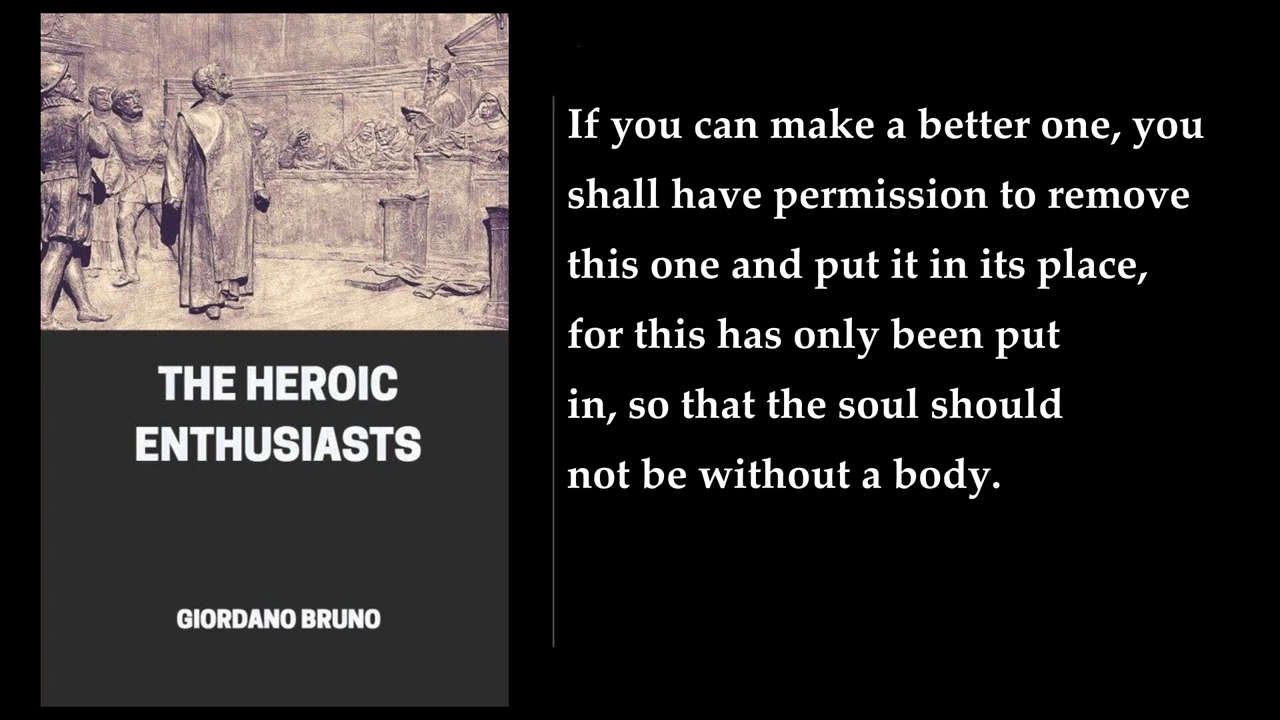 THE HEROIC
ENTHUSIASTS
GIORDANO BRUNO
If you can make a better one, you
shall have permission to remove
this one and put it in its place,
for this has only been put
in, so that the soul should
not be without a body.